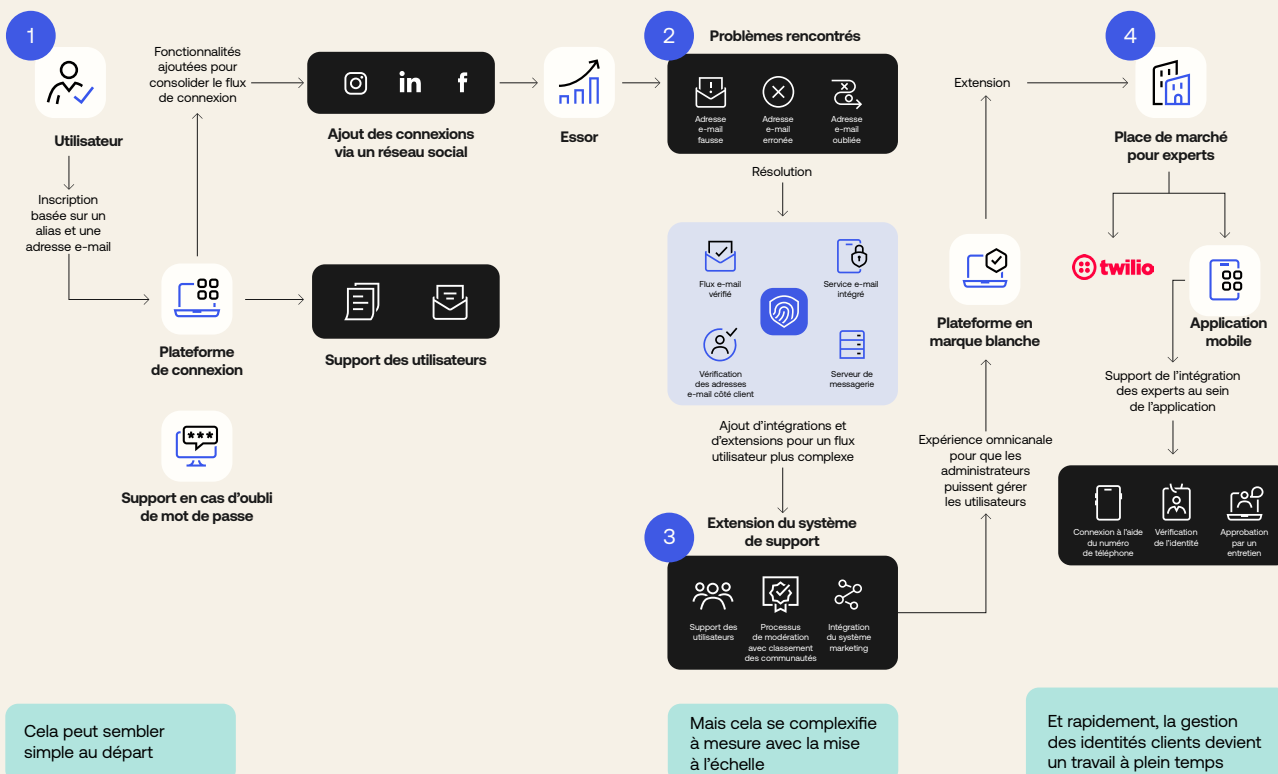 1
Utilisateur
Inscription
basée sur un
alias et une
adresse e-mail
Fonctionnalités
ajoutées pour
consolider le flux
de connexion
Plateforme
de connexion
***
Support en cas d’oubli
de mot de passe
in
f
Ajout des connexions
via un réseau social
Support des utilisateurs
Essor
2
Problèmes rencontrés
Adresse
e-mail
fausse
Adresse
e-mail
erronée
Adresse
e-mail
oubliée
Résolution
Flux e-mail
vérifié
Service e-mail
intégré
Vérification
des adresses
e-mail côté client
Serveur de
messagerie
Ajout d’intégrations et
d’extensions pour un flux
utilisateur plus complexe
3
Extension du système
de support
Support des
utilisateurs
Processus
de modération
avec classement
des communautés
Intégration
du système
marketing
Expérience omnicanale
pour que les
administrateurs
puissent gérer
les utilisateurs
Plateforme en
marque blanche
Extension
4
Place de marché
pour experts
twilio
Application
mobile
Support de l’intégration
des experts au sein
de l’application
Connexion à l’aide
du numéro
de téléphone
Vérification
de l’identité
Approbation
par un
entretien
Cela peut sembler
simple au départ
Mais cela se complexifie
à mesure avec la mise
à l’échelle
Et rapidement, la gestion
des identités clients devient
un travail à plein temps